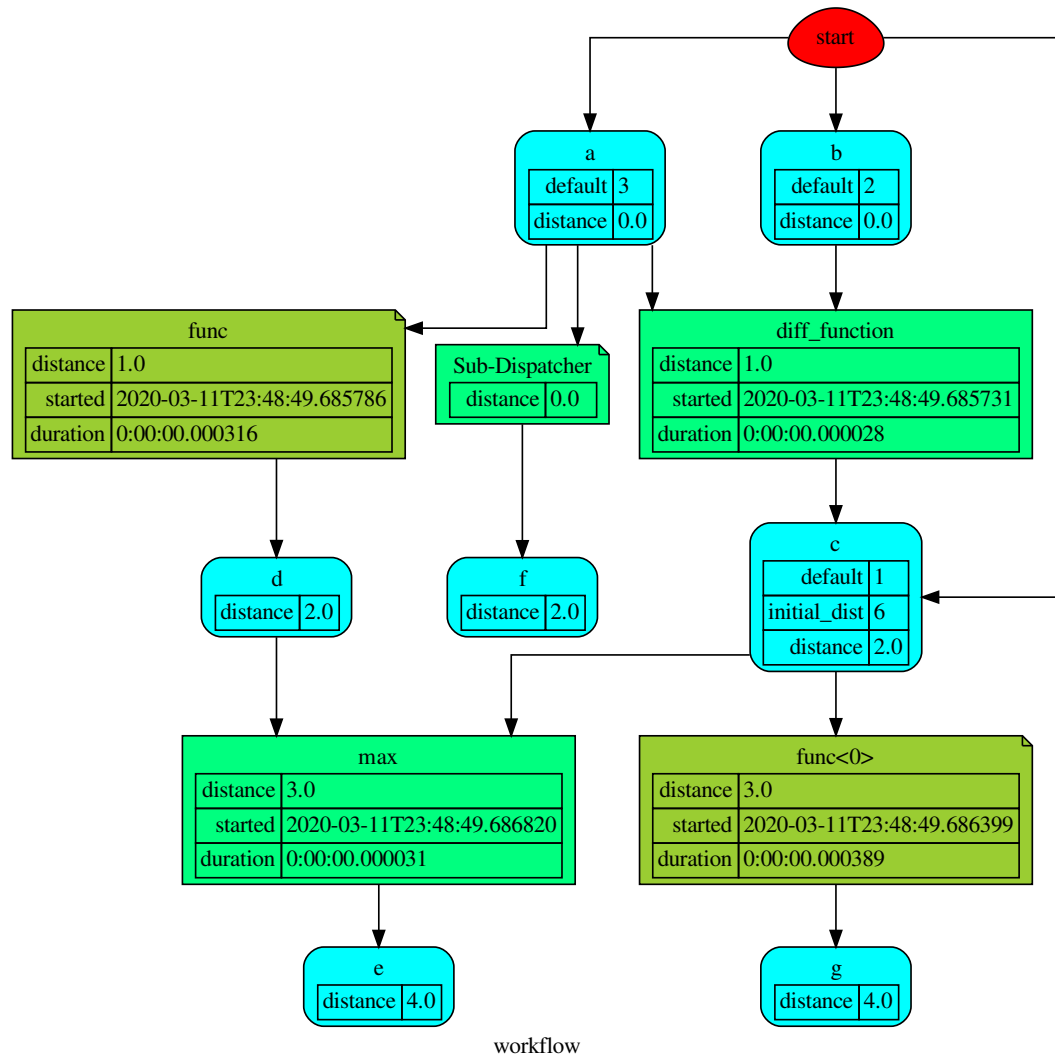 start
a
default 3
distance 0.0
b
default 2
distance 0.0
func
distance 1.0
started 2020-03-11T23:48:49.685786
duration 0:00:00.000316
Sub-Dispatcher
distance 0.0
diff_function
distance 1.0
started 2020-03-11T23:48:49.685731
duration 0:00:00.000028
d
distance 2.0
f
distance 2.0
c
default 1
initial_dist 6
distance 2.0
max
distance 3.0
started 2020-03-11T23:48:49.686820
duration 0:00:00.000031
func<0>
distance 3.0
started 2020-03-11T23:48:49.686399
duration 0:00:00.000389
e
distance 4.0
g
distance 4.0
workflow